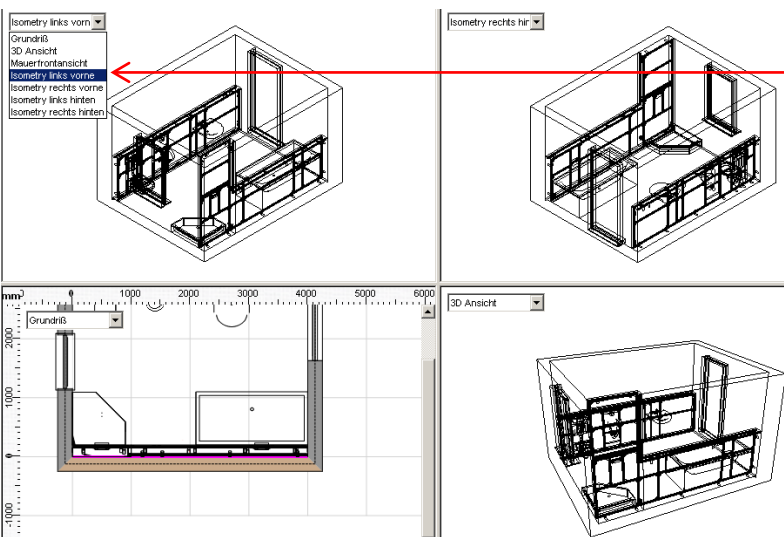 Isometry links vorn
Grundriß
3D Ansicht
Mauerfrontansicht
Isometry links vorne
Isometry rechts vorne
Isometry links hinten
Isometry rechts hinten
Isometry rechts hir
mm
0 1000 2000 3000 4000 5000 6000
Grundriß
2000
1000
0
-1000
3D Ansicht